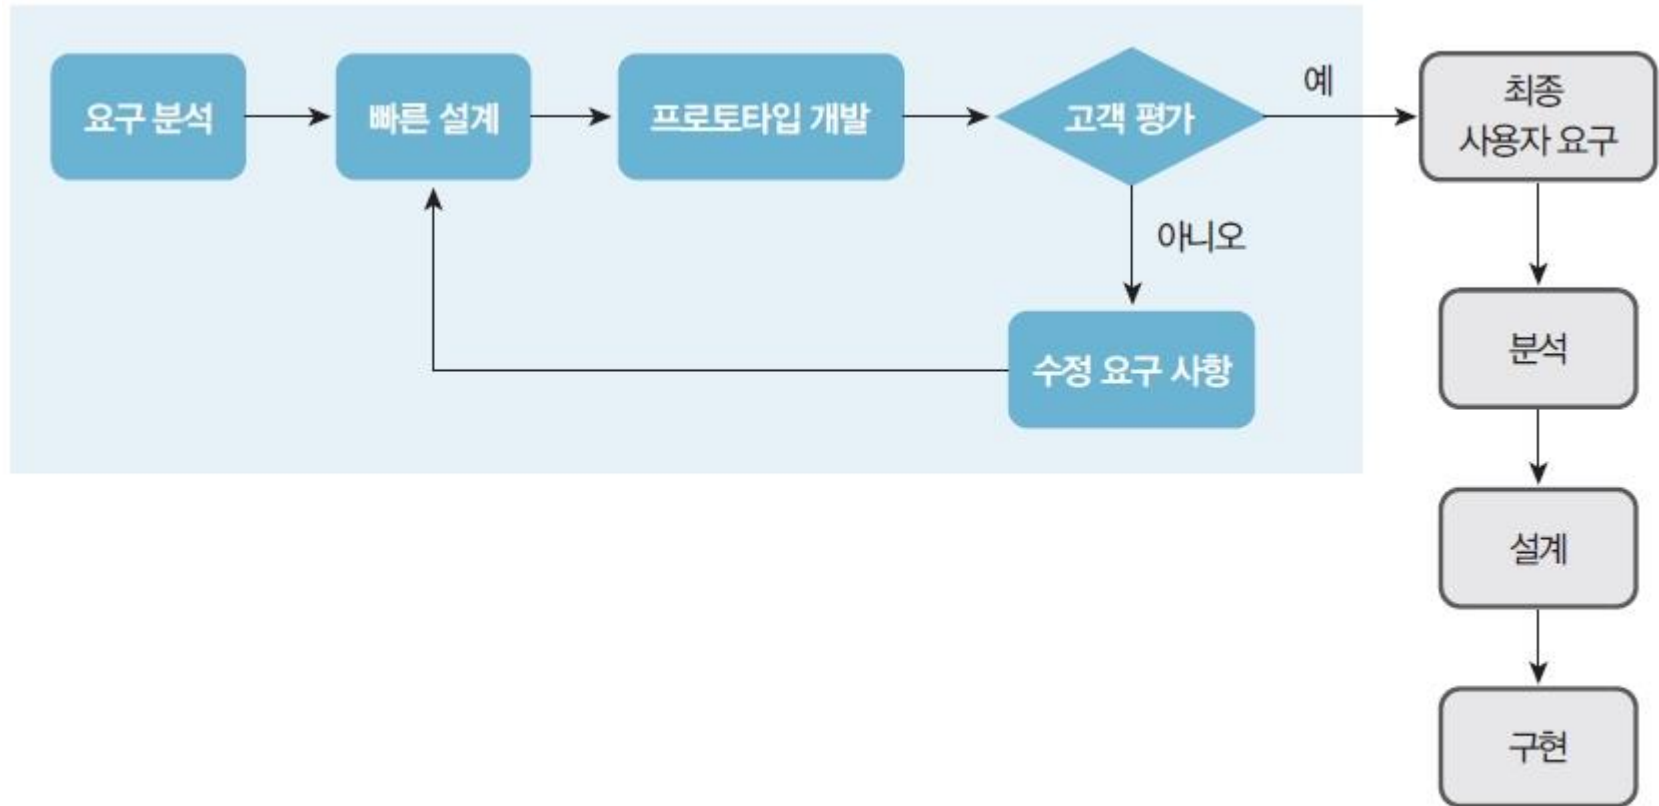 요구 분석
빠른 설계
프로토타입 개발
고객 평가
예
최종
사용자 요구
아니오
수정 요구 사항
분석
설계
구현